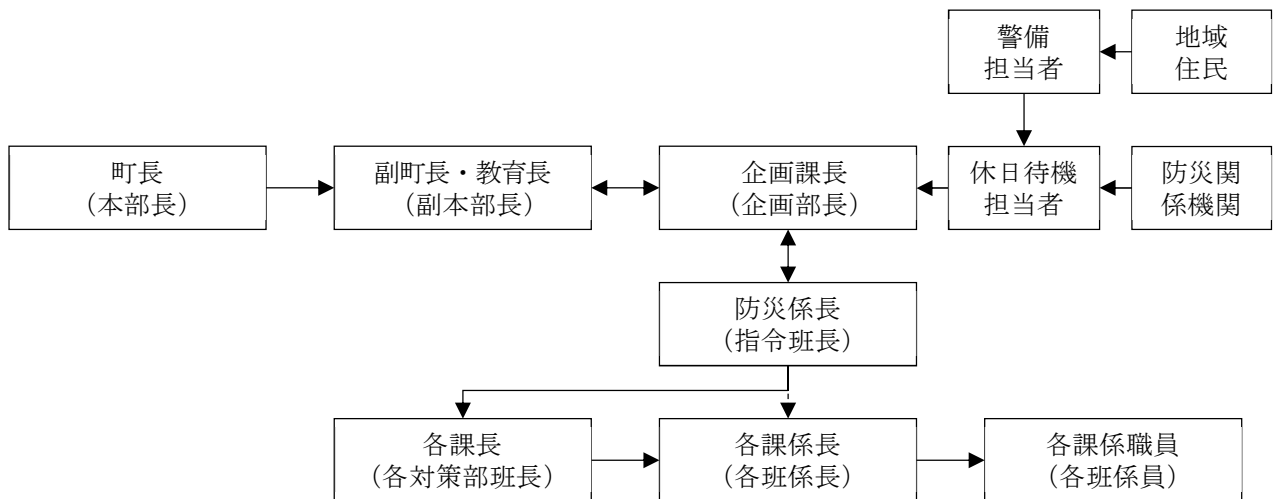 警備
担当者
地域
住民
町長
（本部長）
副町長・教育長
（副本部長）
企画課長
（企画部長）
休日待機
担当者
防災関
係機関
防災係長
（指令班長）
各課長
（各対策部班長）
各課係長
（各班係長）
各課係職員
（各班係員）